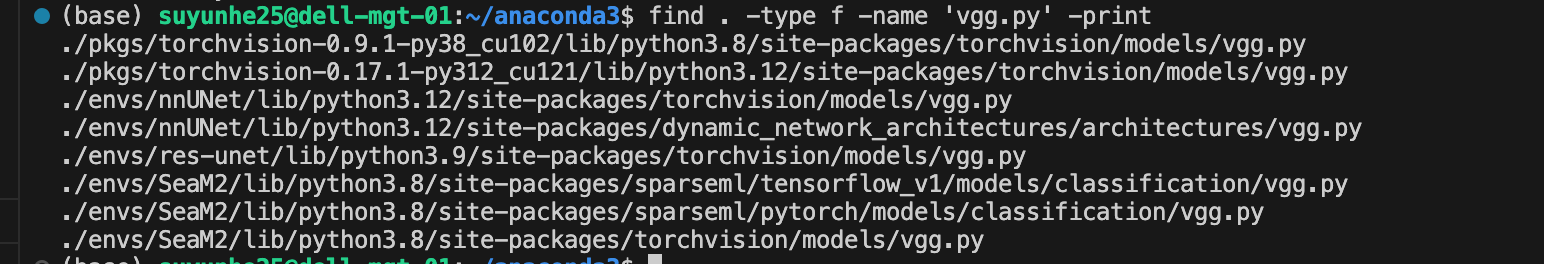 (base) suyunhe25@dell-mgt-01:~/anaconda3$ find . -type f -name 'vgg.py' -print
./pkgs/torchvision-0.9.1-py38_cu102/lib/python3.8/site-packages/torchvision/models/vgg.py
./pkgs/torchvision-0.17.1-py312_cu121/lib/python3.12/site-packages/torchvision/models/vgg.py
./envs/nnUNet/lib/python3.12/site-packages/torchvision/models/vgg.py
./envs/nnUNet/lib/python3.12/site-packages/dynamic_network_architectures/architectures/vgg.py
./envs/res-unet/lib/python3.9/site-packages/torchvision/models/vgg.py
./envs/SeaM2/lib/python3.8/site-packages/sparseml/tensorflow_v1/models/classification/vgg.py
./envs/SeaM2/lib/python3.8/site-packages/sparseml/pytorch/models/classification/vgg.py
./envs/SeaM2/lib/python3.8/site-packages/torchvision/models/vgg.py
(base) suyunhe25@dell-mgt-01:~/anaconda3$